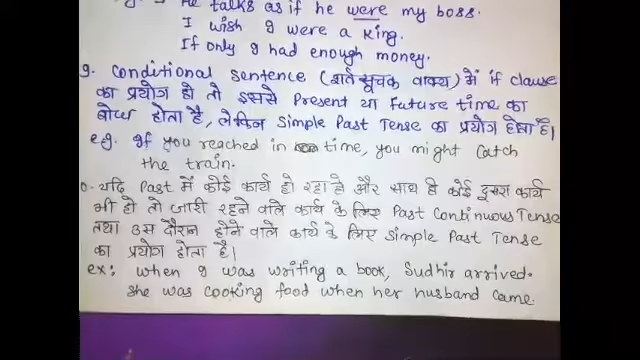 He talks as if he were my boss.
I wish I were a King.
If only I had enough money.
9. Conditional sentence (शर्तसूचक वाक्य) में if clause
का प्रयोग हो तो इससे Present या Future time का
बोध होता है, लेकिन Simple Past Tense का प्रयोग होता है।
e.g. If you reached in time, you might catch
the train.
0. यदि Past में कोई कार्य हो रहा हो और साथ ही कोई दूसरा कार्य
भी हो तो जारी रहने वाले कार्य के लिए Past Continuous Tense
तथा उस दौरान होने वाले कार्य के लिए Simple Past Tense
का प्रयोग होता है।
ex: when I was writing a book, Sudhir arrived.
She was cooking food when her husband came.